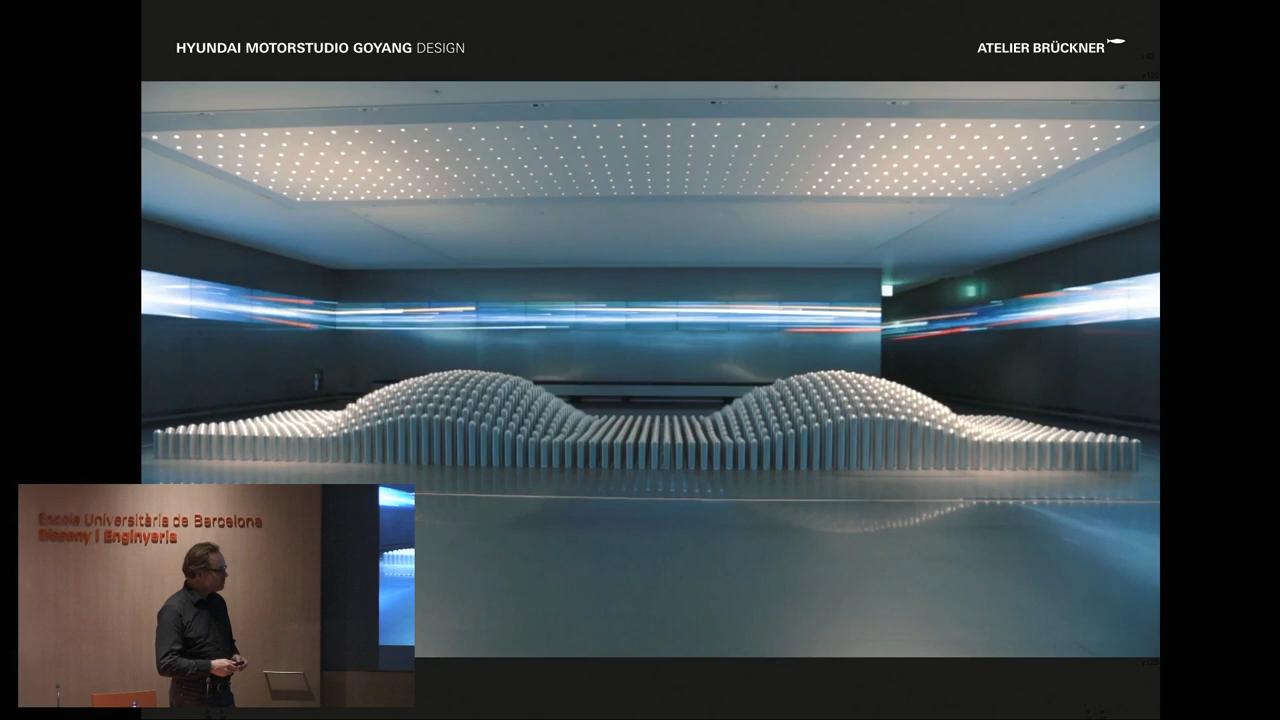 HYUNDAI MOTORSTUDIO GOYANG DESIGN
ATELIER BRÜCKNER
Escola Universitària de Barcelona
Disseny i Enginyeria